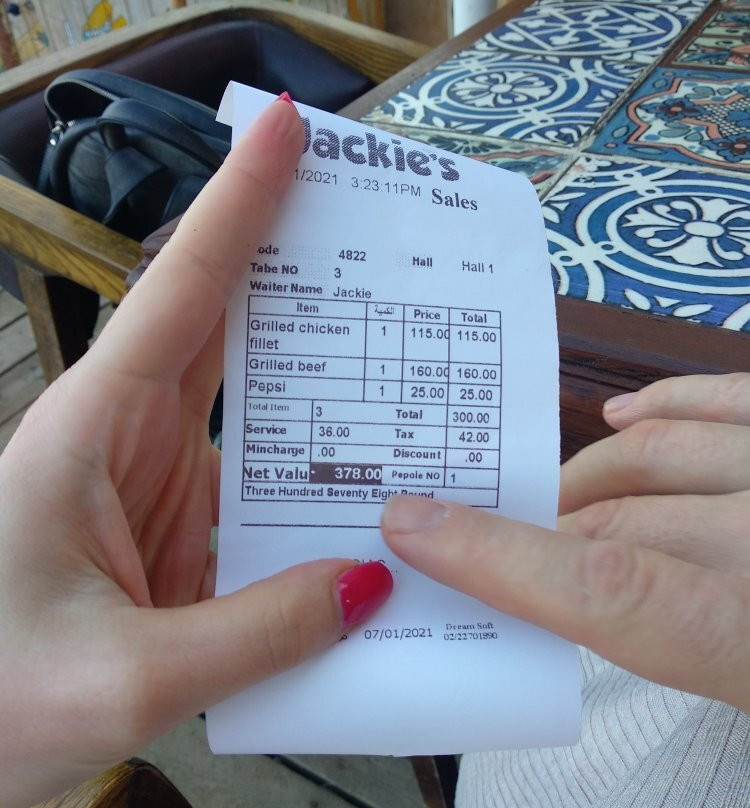 Jackie's
1/2021 3:23:11PM Sales
ode 4822 Hall Hall 1
Tabe NO 3
Waiter Name Jackie
Item الكمية Price Total
Grilled chicken fillet 1 115.00 115.00
Grilled beef 1 160.00 160.00
Pepsi 1 25.00 25.00
Total Item 3 Total 300.00
Service 36.00 Tax 42.00
Mincharge .00 Discount .00
Net Valu 378.00 Pepole NO 1
Three Hundred Seventy Eight Pound
07/01/2021 Dream Soft
02/22701890